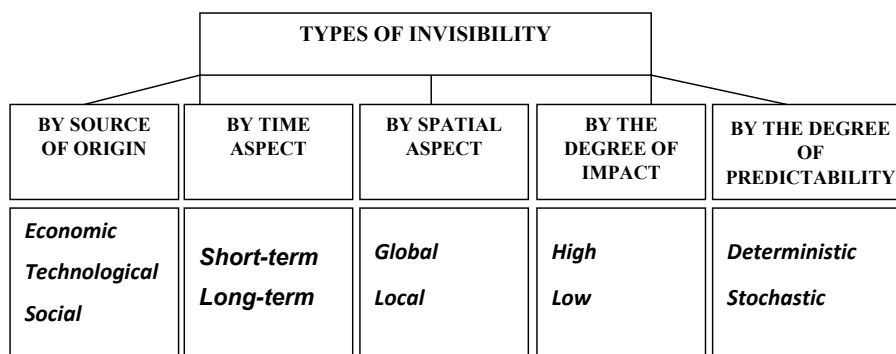 TYPES OF INVISIBILITY
BY SOURCE
OF ORIGIN
BY TIME
ASPECT
BY SPATIAL
ASPECT
BY THE
DEGREE OF
IMPACT
BY THE DEGREE
OF
PREDICTABILITY
Economic
Technological
Social
Short-term
Long-term
Global
Local
High
Low
Deterministic
Stochastic